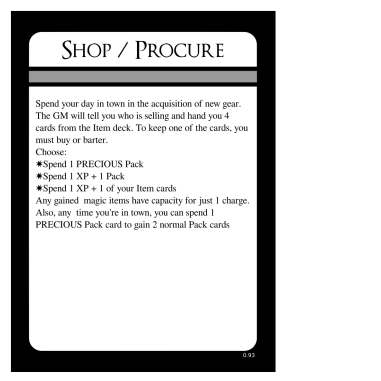 Shop / Procure
Spend your day in town in the acquisition of new gear.
The GM will tell you who is selling and hand you 4
cards from the Item deck. To keep one of the cards, you
must buy or barter.
Choose:
✷Spend 1 PRECIOUS Pack
✷Spend 1 XP + 1 Pack
✷Spend 1 XP + 1 of your Item cards
Any gained  magic items have capacity for just 1 charge.
Also, any  time you're in town, you can spend 1
PRECIOUS Pack card to gain 2 normal Pack cards
0.93